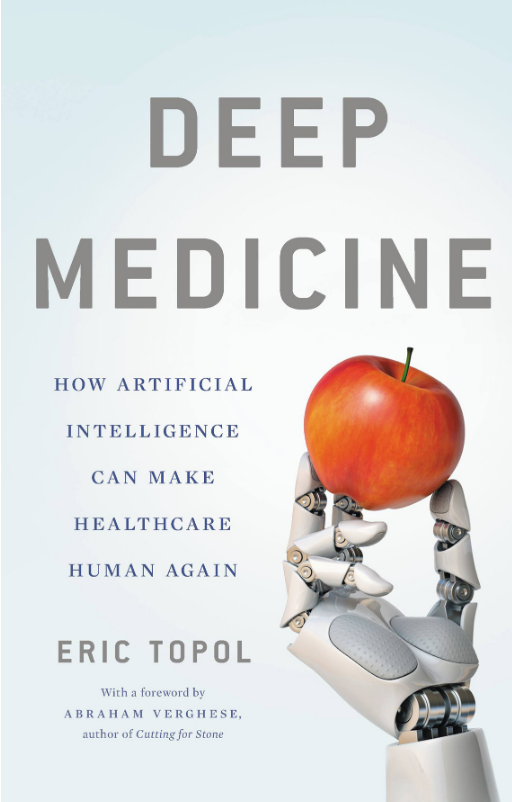 DEEP
MEDICINE
HOW ARTIFICIAL
INTELLIGENCE
CAN MAKE
HEALTHCARE
HUMAN AGAIN
ERIC TOPOL
With a foreword by
ABRAHAM VERGHESE,
author of Cutting for Stone